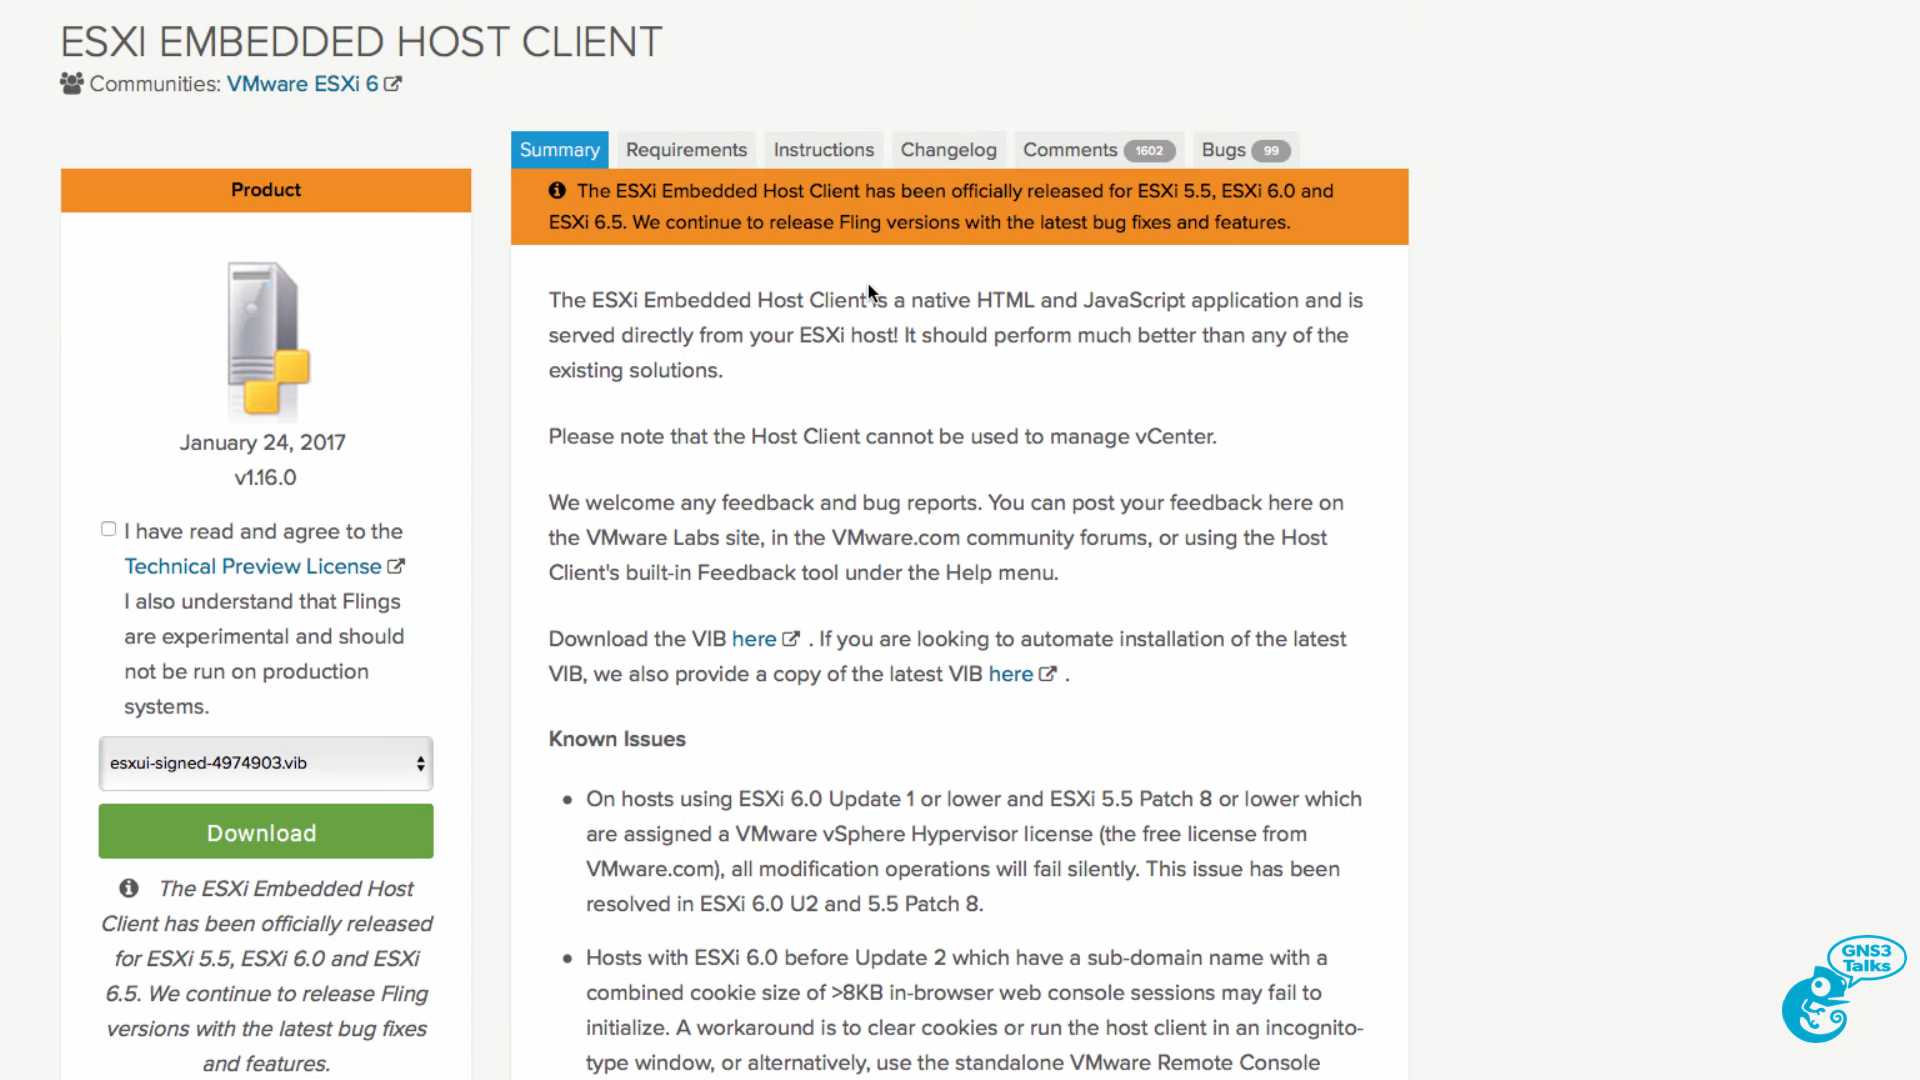 ESXI EMBEDDED HOST CLIENT
Communities: VMware ESXi 6
Summary Requirements Instructions Changelog Comments 1602 Bugs 99
Product
January 24, 2017
v1.16.0
I have read and agree to the
Technical Preview License
I also understand that Flings
are experimental and should
not be run on production
systems.
esxui-signed-4974903.vib
Download
The ESXi Embedded Host
Client has been officially released
for ESXi 5.5, ESXi 6.0 and ESXi
6.5. We continue to release Fling
versions with the latest bug fixes
and features.
The ESXi Embedded Host Client has been officially released for ESXi 5.5, ESXi 6.0 and
ESXi 6.5. We continue to release Fling versions with the latest bug fixes and features.
The ESXi Embedded Host Client is a native HTML and JavaScript application and is
served directly from your ESXi host! It should perform much better than any of the
existing solutions.
Please note that the Host Client cannot be used to manage vCenter.
We welcome any feedback and bug reports. You can post your feedback here on
the VMware Labs site, in the VMware.com community forums, or using the Host
Client's built-in Feedback tool under the Help menu.
Download the VIB here . If you are looking to automate installation of the latest
VIB, we also provide a copy of the latest VIB here .
Known Issues
• On hosts using ESXi 6.0 Update 1 or lower and ESXi 5.5 Patch 8 or lower which
are assigned a VMware vSphere Hypervisor license (the free license from
VMware.com), all modification operations will fail silently. This issue has been
resolved in ESXi 6.0 U2 and 5.5 Patch 8.
• Hosts with ESXi 6.0 before Update 2 which have a sub-domain name with a
combined cookie size of >8KB in-browser web console sessions may fail to
initialize. A workaround is to clear cookies or run the host client in an incognito-
type window, or alternatively, use the standalone VMware Remote Console
GNS3
Talks